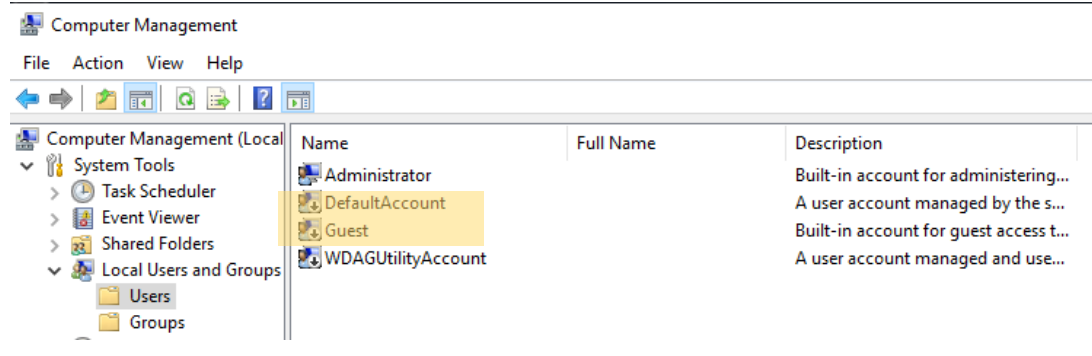 Computer Management
File Action View Help
Computer Management (Local
System Tools
Task Scheduler
Event Viewer
Shared Folders
Local Users and Groups
Users
Groups
Name Full Name Description
Administrator Built-in account for administering...
DefaultAccount A user account managed by the s...
Guest Built-in account for guest access t...
WDAGUtilityAccount A user account managed and use...